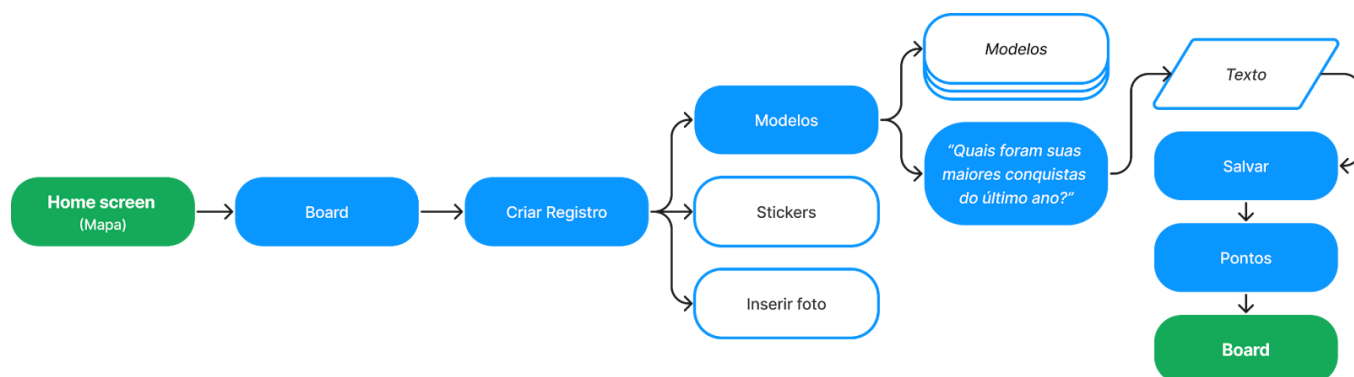 Home screen
(Mapa)
Board
Criar Registro
Modelos
Stickers
Inserir foto
Modelos
“Quais foram suas
maiores conquistas
do último ano?”
Texto
Salvar
Pontos
Board